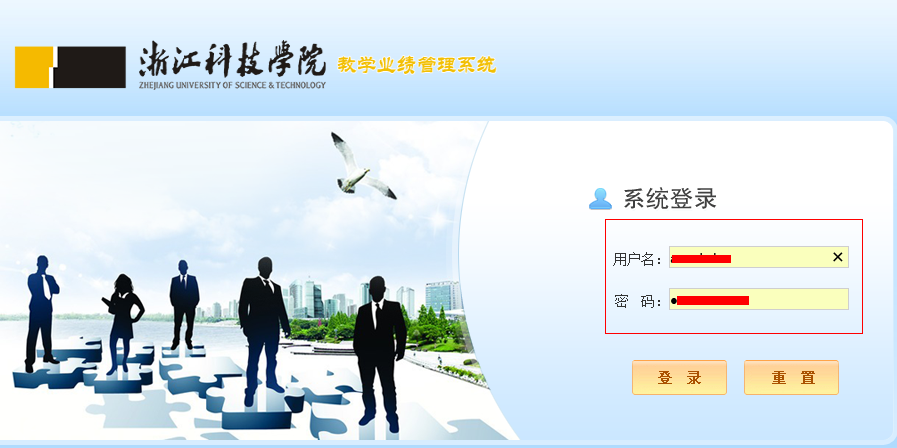 浙江科技學院
ZHEJIANG UNIVERSITY OF SCIENCE & TECHNOLOGY
教学业绩管理系统
系统登录
用户名：
密 码：
登 录
重 置